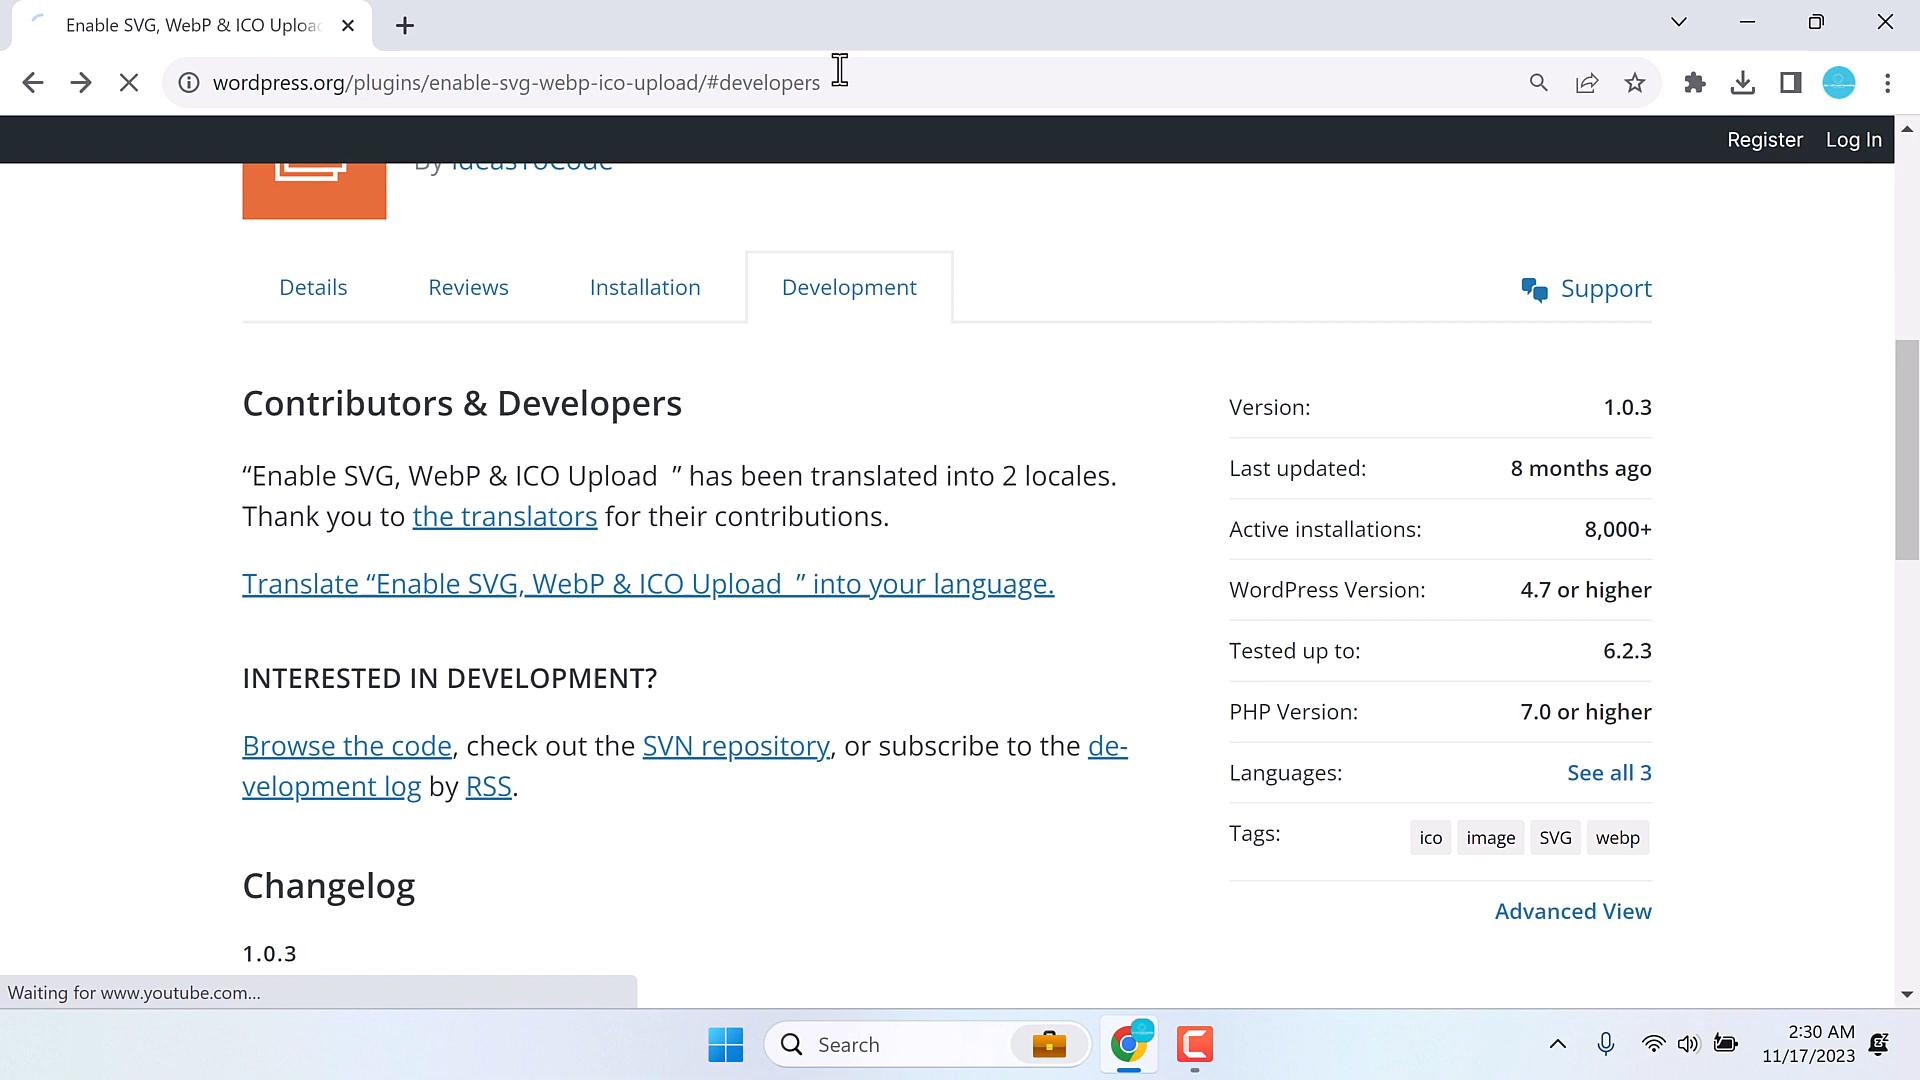 Enable SVG, WebP & ICO Uploa
wordpress.org/plugins/enable-svg-webp-ico-upload/#developers
Register Log In
By IdeasToCode
Details Reviews Installation Development Support
Contributors & Developers
“Enable SVG, WebP & ICO Upload ” has been translated into 2 locales.
Thank you to the translators for their contributions.
Translate “Enable SVG, WebP & ICO Upload ” into your language.
INTERESTED IN DEVELOPMENT?
Browse the code, check out the SVN repository, or subscribe to the de-
velopment log by RSS.
Changelog
1.0.3
Version: 1.0.3
Last updated: 8 months ago
Active installations: 8,000+
WordPress Version: 4.7 or higher
Tested up to: 6.2.3
PHP Version: 7.0 or higher
Languages: See all 3
Tags: ico image SVG webp
Advanced View
Waiting for www.youtube.com...
Search
2:30 AM
11/17/2023